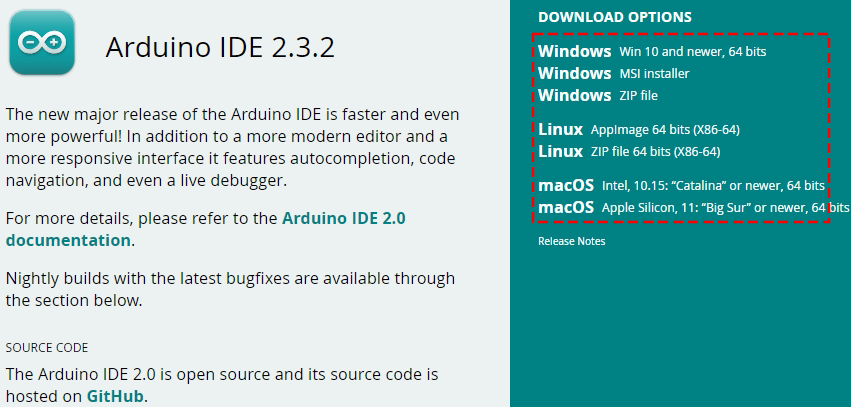 Arduino IDE 2.3.2
The new major release of the Arduino IDE is faster and even
more powerful! In addition to a more modern editor and a
more responsive interface it features autocompletion, code
navigation, and even a live debugger.
For more details, please refer to the Arduino IDE 2.0
documentation.
Nightly builds with the latest bugfixes are available through
the section below.
SOURCE CODE
The Arduino IDE 2.0 is open source and its source code is
hosted on GitHub.
DOWNLOAD OPTIONS
Windows Win 10 and newer, 64 bits
Windows MSI installer
Windows ZIP file
Linux AppImage 64 bits (X86-64)
Linux ZIP file 64 bits (X86-64)
macOS Intel, 10.15: “Catalina” or newer, 64 bits
macOS Apple Silicon, 11: “Big Sur” or newer, 64 bits
Release Notes